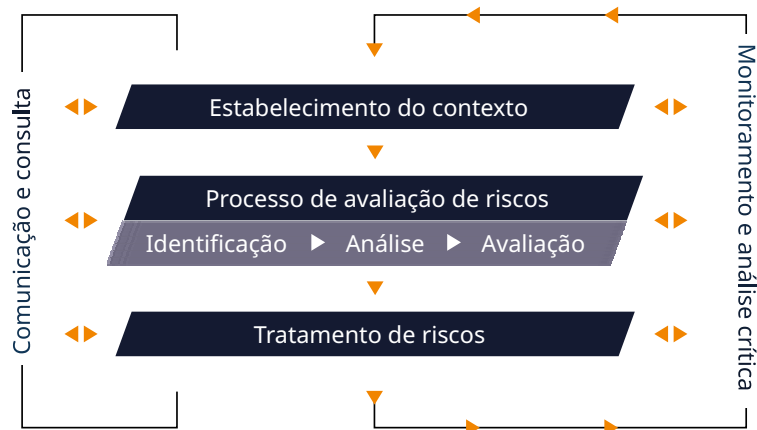 Comunicação e consulta
Estabelecimento do contexto
Processo de avaliação de riscos
Identificação Análise Avaliação
Tratamento de riscos
Monitoramento e análise crítica